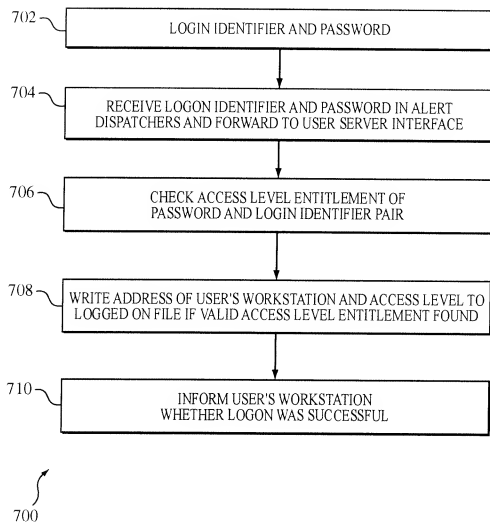 702
LOGIN IDENTIFIER AND PASSWORD
704
RECEIVE LOGON IDENTIFIER AND PASSWORD IN ALERT
DISPATCHERS AND FORWARD TO USER SERVER INTERFACE
706
CHECK ACCESS LEVEL ENTITLEMENT OF
PASSWORD AND LOGIN IDENTIFIER PAIR
708
WRITE ADDRESS OF USER'S WORKSTATION AND ACCESS LEVEL TO
LOGGED ON FILE IF VALID ACCESS LEVEL ENTITLEMENT FOUND
710
INFORM USER'S WORKSTATION
WHETHER LOGON WAS SUCCESSFUL
700